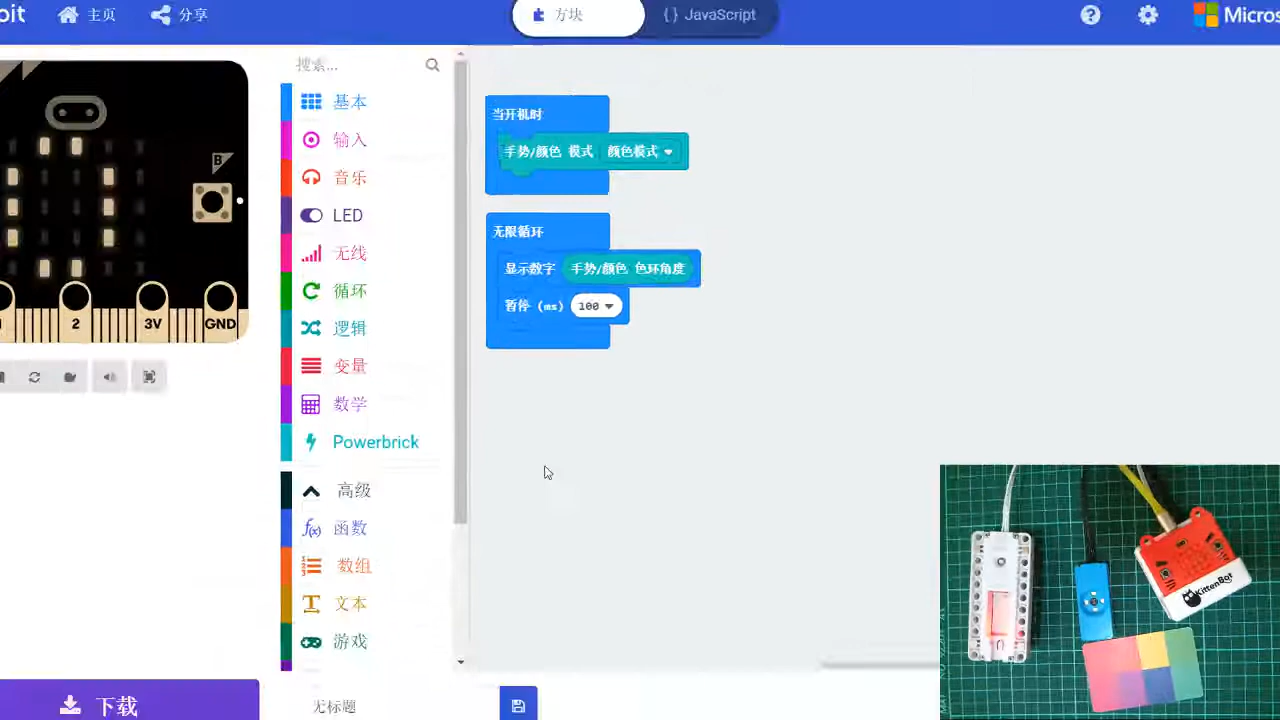 oit
主页
分享
方块
{ } JavaScript
?
Micros
搜索...
基本
输入
音乐
LED
无线
循环
逻辑
变量
数学
Powerbrick
高级
函数
数组
文本
游戏
B
2
3V
GND
下载
无标题
当开机时
手势/颜色 模式 颜色模式
无限循环
显示数字 手势/颜色 色环角度
暂停 (ms) 100
KittenBot